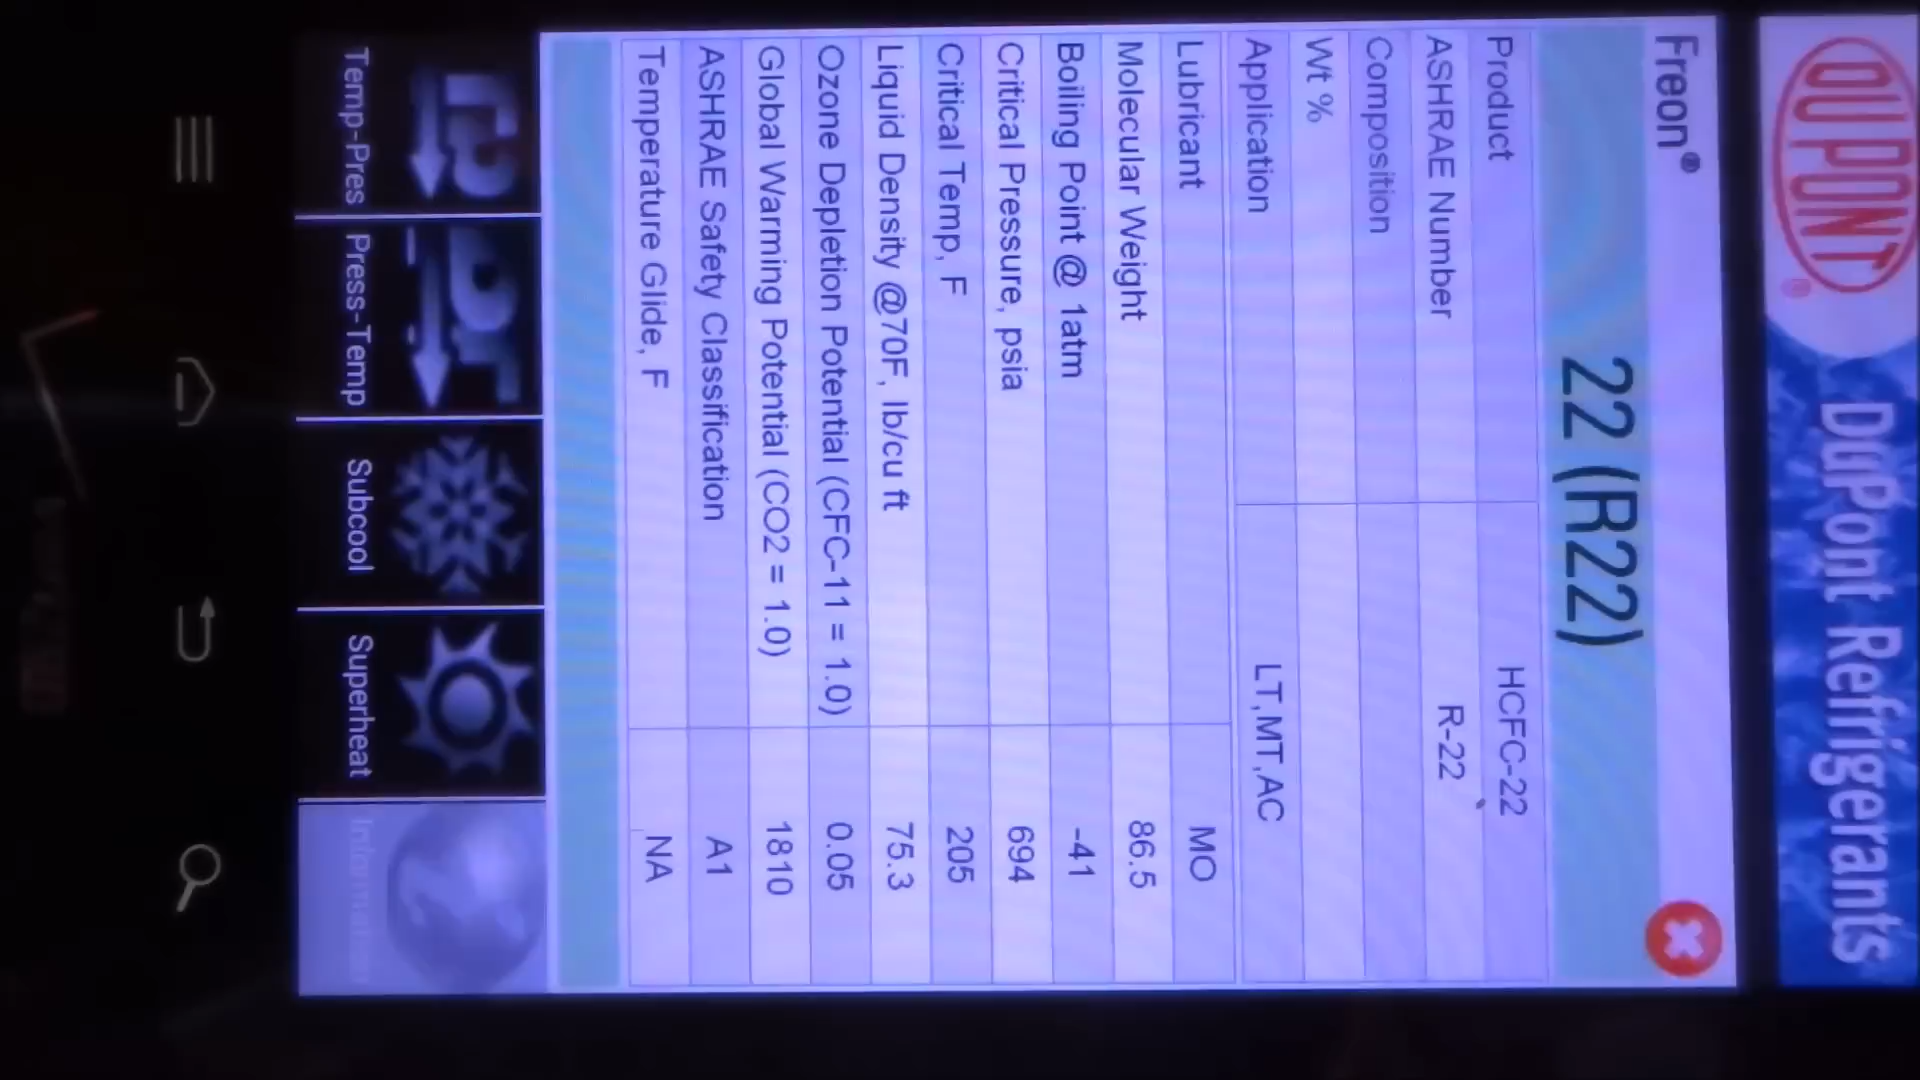 DUPONT®
DuPont Refrigerants
Freon®
22 (R22)
Product HCFC-22
ASHRAE Number R-22
Composition
Wt %
Application LT,MT,AC
Lubricant MO
Molecular Weight 86.5
Boiling Point @ 1atm -41
Critical Pressure, psia 694
Critical Temp, F 205
Liquid Density @70F, lb/cu ft 75.3
Ozone Depletion Potential (CFC-11 = 1.0) 0.05
Global Warming Potential (CO2 = 1.0) 1810
ASHRAE Safety Classification A1
Temperature Glide, F NA
Temp-Pres Press-Temp Subcool Superheat Information